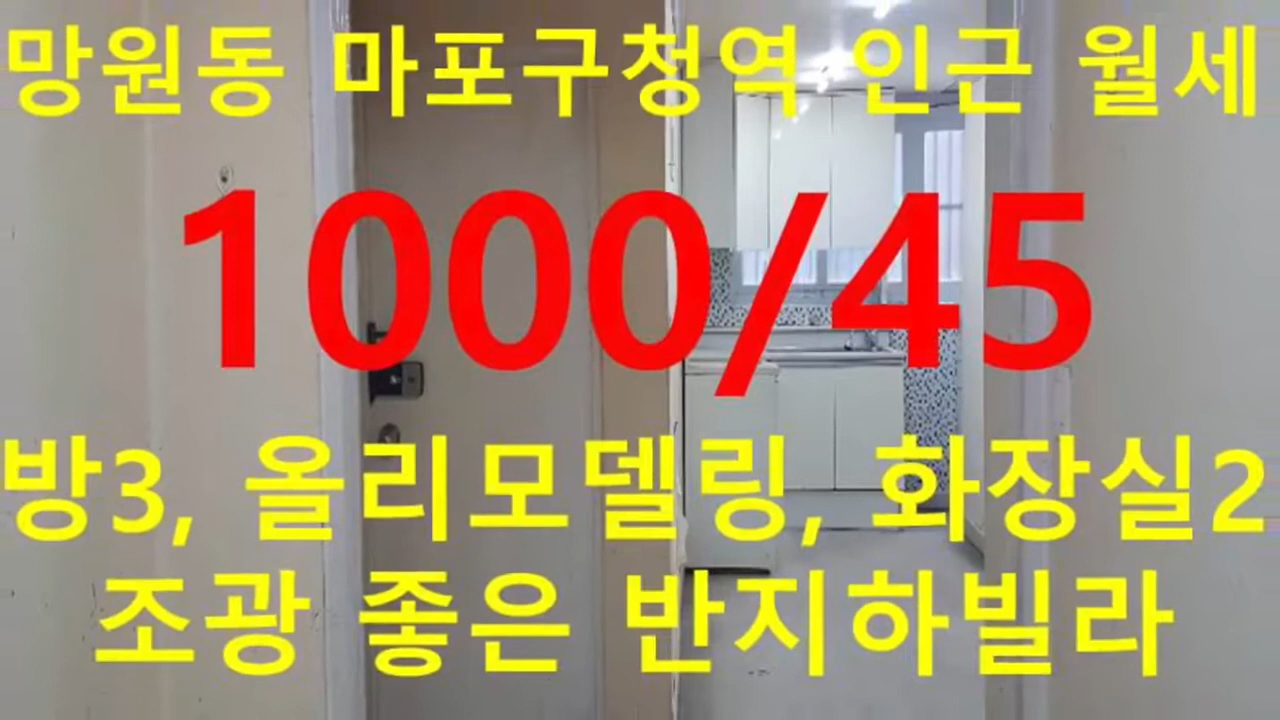 망원동 마포구청역 인근 월세
1000/45
방3, 올리모델링, 화장실2
조광 좋은 반지하빌라